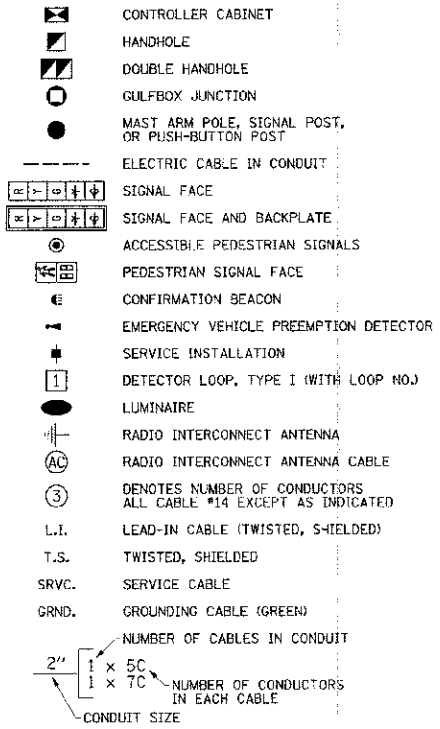 CONTROLLER CABINET
HANDHOLE
DOUBLE HANDHOLE
GULFBOX JUNCTION
MAST ARM POLE, SIGNAL POST,
OR PUSH-BUTTON POST
ELECTRIC CABLE IN CONDUIT
R Y G SIGNAL FACE
R Y G SIGNAL FACE AND BACKPLATE
ACCESSIBLE PEDESTRIAN SIGNALS
PEDESTRIAN SIGNAL FACE
CONFIRMATION BEACON
EMERGENCY VEHICLE PREEMPTION DETECTOR
SERVICE INSTALLATION
1 DETECTOR LOOP, TYPE I (WITH LOOP NO.)
LUMINAIRE
RADIO INTERCONNECT ANTENNA
AC RADIO INTERCONNECT ANTENNA CABLE
3 DENOTES NUMBER OF CONDUCTORS
ALL CABLE #14 EXCEPT AS INDICATED
L.I. LEAD-IN CABLE (TWISTED, SHIELDED)
T.S. TWISTED, SHIELDED
SRVC. SERVICE CABLE
GRND. GROUNDING CABLE (GREEN)
NUMBER OF CABLES IN CONDUIT
2" 1 x 5C
1 x 7C
NUMBER OF CONDUCTORS
IN EACH CABLE
CONDUIT SIZE